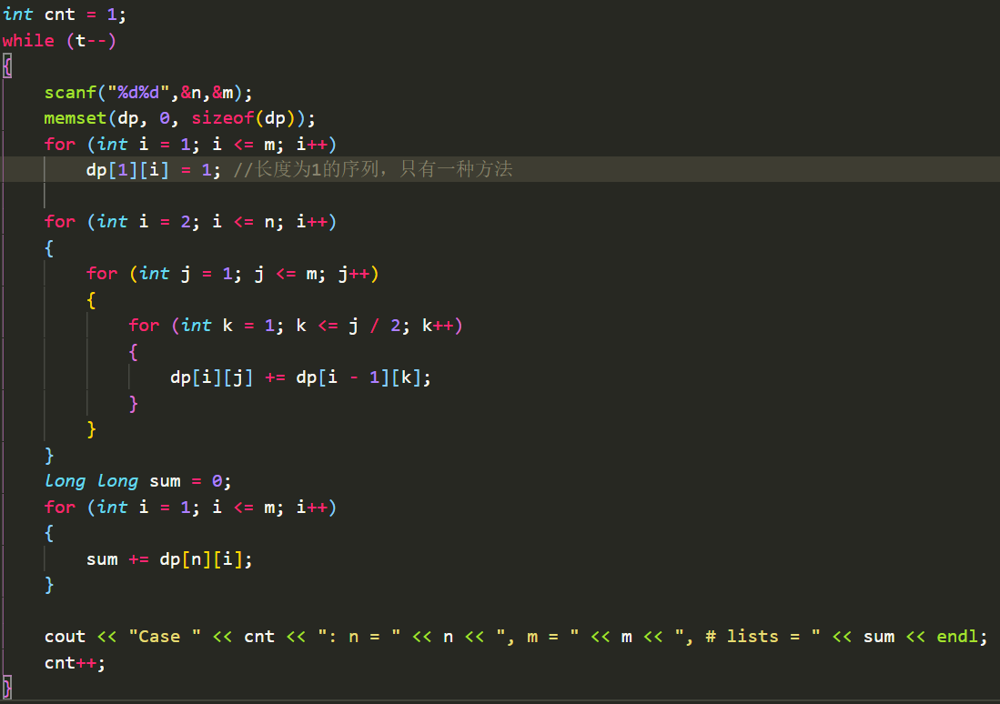 int cnt = 1;
while (t--)
{
    scanf("%d%d",&n,&m);
    memset(dp, 0, sizeof(dp));
    for (int i = 1; i <= m; i++)
        dp[1][i] = 1; //长度为1的序列，只有一种方法
    for (int i = 2; i <= n; i++)
    {
        for (int j = 1; j <= m; j++)
        {
            for (int k = 1; k <= j / 2; k++)
            {
                dp[i][j] += dp[i - 1][k];
            }
        }
    }
    long long sum = 0;
    for (int i = 1; i <= m; i++)
    {
        sum += dp[n][i];
    }
    cout << "Case " << cnt << ": n = " << n << ", m = " << m << ", # lists = " << sum << endl;
    cnt++;
}